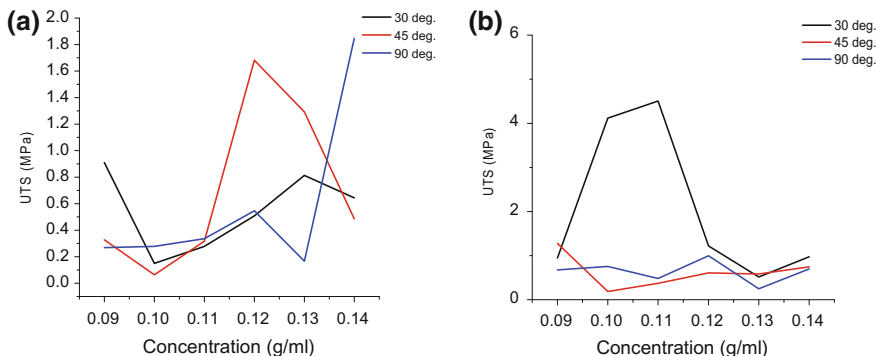 (a)
2.0
1.8
1.6
1.4
1.2
1.0
0.8
0.6
0.4
0.2
0.0
UTS (MPa)
30 deg.
45 deg.
90 deg.
0.09 0.10 0.11 0.12 0.13 0.14
Concentration (g/ml)
(b)
6
4
2
0
UTS (MPa)
30 deg.
45 deg.
90 deg.
0.09 0.10 0.11 0.12 0.13 0.14
Concentration (g/ml)